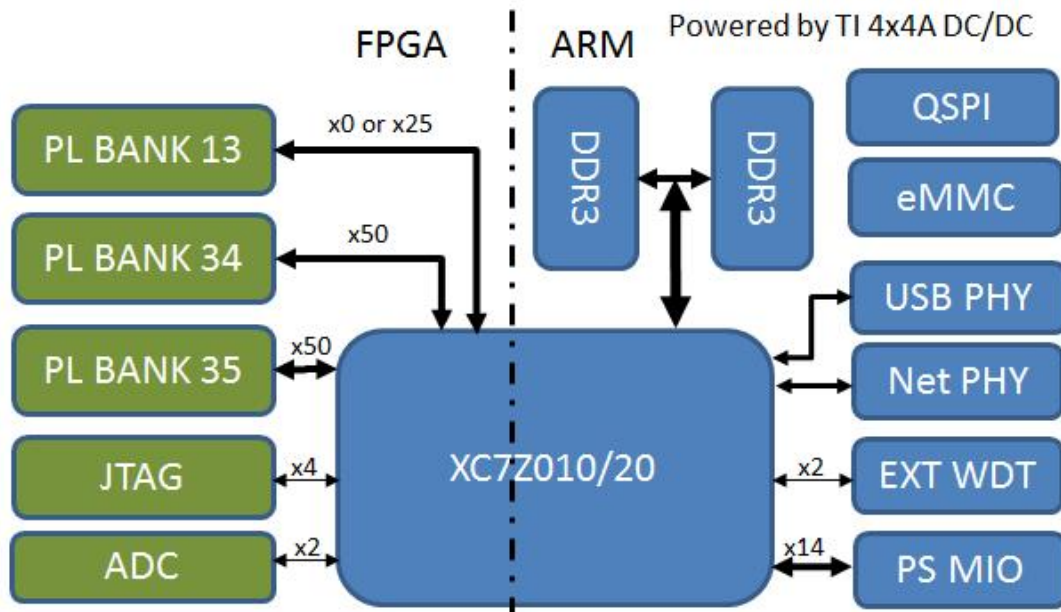 FPGA
ARM
Powered by TI 4x4A DC/DC
PL BANK 13
x0 or x25
DDR3
DDR3
QSPI
eMMC
PL BANK 34
x50
USB PHY
PL BANK 35
x50
Net PHY
JTAG
x4
XC7Z010/20
x2
EXT WDT
ADC
x2
x14
PS MIO